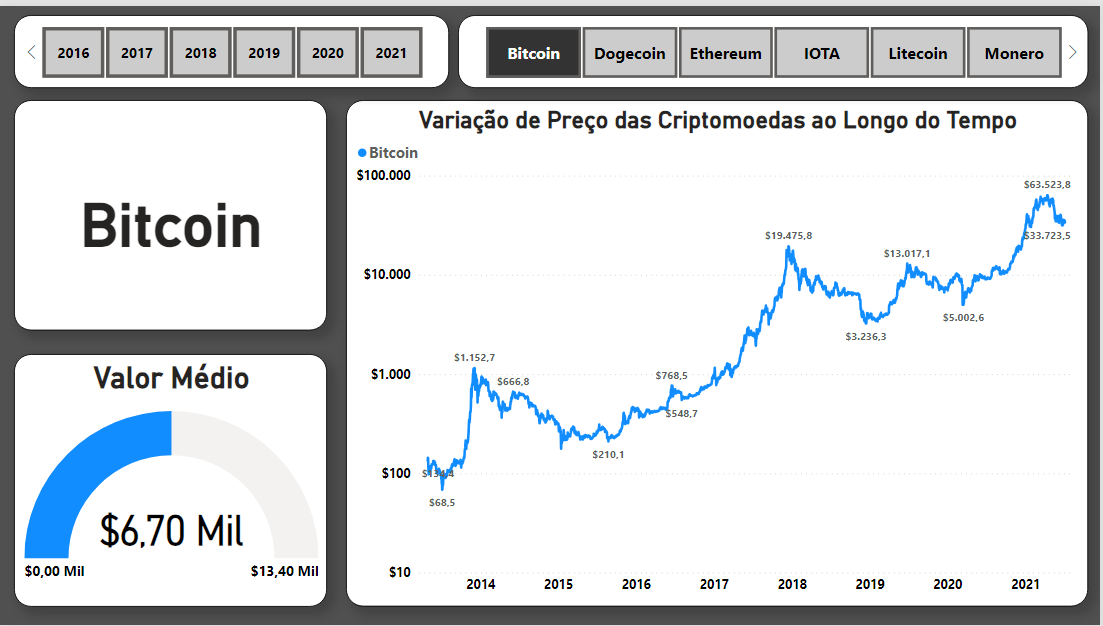 2016 2017 2018 2019 2020 2021
Bitcoin Dogecoin Ethereum IOTA Litecoin Monero
Bitcoin
Valor Médio
$6,70 Mil
$0,00 Mil $13,40 Mil
Variação de Preço das Criptomoedas ao Longo do Tempo
Bitcoin
$100.000
$10.000
$1.000
$100
$10
$134,4
$68,5
$1.152,7
$666,8
$210,1
$768,5
$548,7
$19.475,8
$3.236,3
$13.017,1
$5.002,6
$63.523,8
$33.723,5
2014 2015 2016 2017 2018 2019 2020 2021